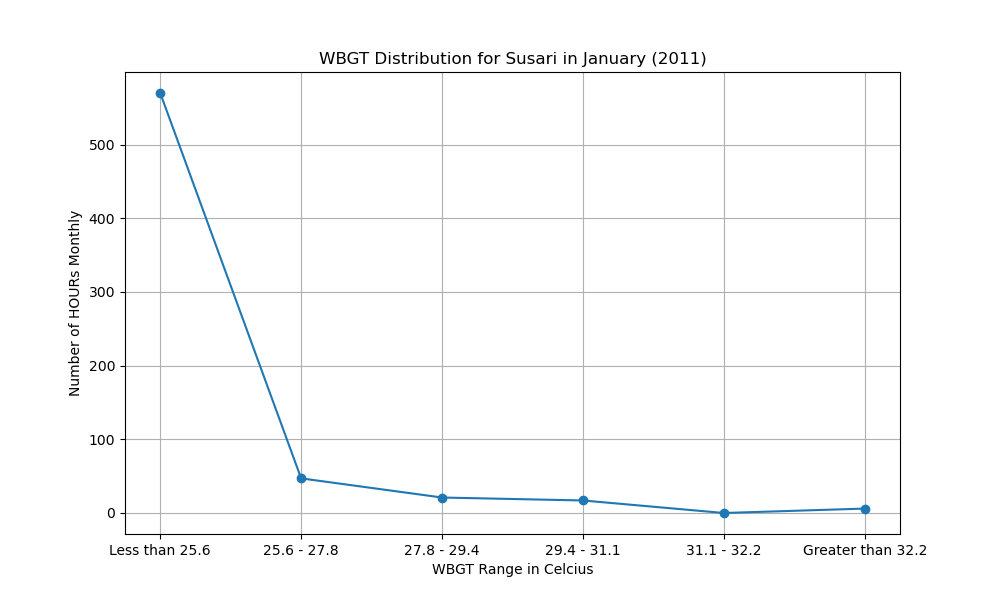 WBGT Distribution for Susari in January (2011)
Number of HOURs Monthly
500
400
300
200
100
0
Less than 25.6
25.6 - 27.8
27.8 - 29.4
29.4 - 31.1
31.1 - 32.2
Greater than 32.2
WBGT Range in Celcius